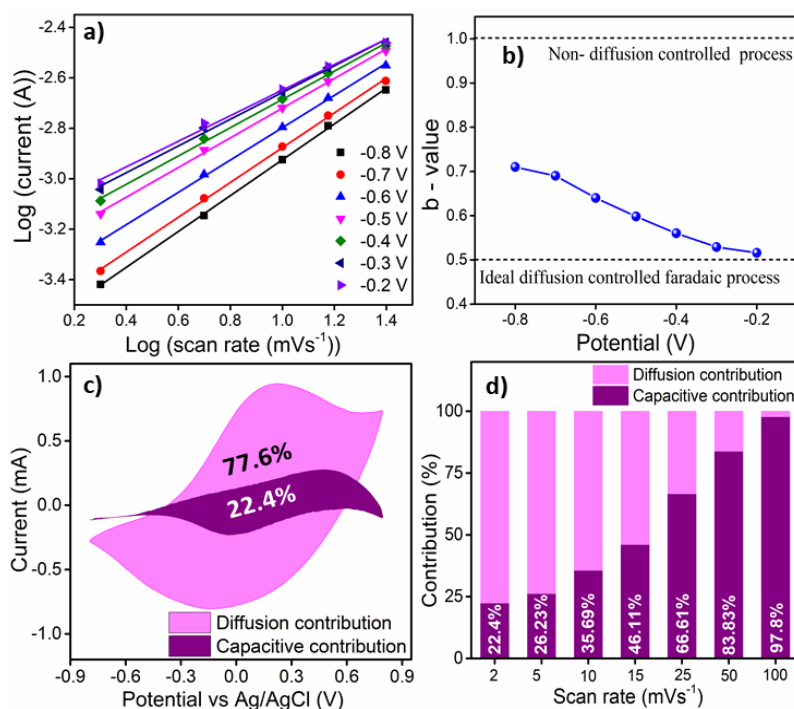 a)
Log (current (A))
-2.4
-2.6
-2.8
-3.0
-3.2
-3.4
-0.8 V
-0.7 V
-0.6 V
-0.5 V
-0.4 V
-0.3 V
-0.2 V
0.2 0.4 0.6 0.8 1.0 1.2 1.4
Log (scan rate (mVs⁻¹))
b)
b - value
1.0
0.9
0.8
0.7
0.6
0.5
0.4
Non- diffusion controlled process
Ideal diffusion controlled faradaic process
-0.8 -0.6 -0.4 -0.2
Potential (V)
c)
Current (mA)
1.0
0.5
0.0
-0.5
-1.0
77.6%
22.4%
Diffusion contribution
Capacitive contribution
-0.9 -0.6 -0.3 0.0 0.3 0.6 0.9
Potential vs Ag/AgCl (V)
d)
Diffusion contribution
Capacitive contribution
Contribution (%)
100
75
50
25
0
22.4%
26.23%
35.69%
46.11%
66.61%
83.83%
97.8%
2 5 10 15 25 50 100
Scan rate (mVs⁻¹)